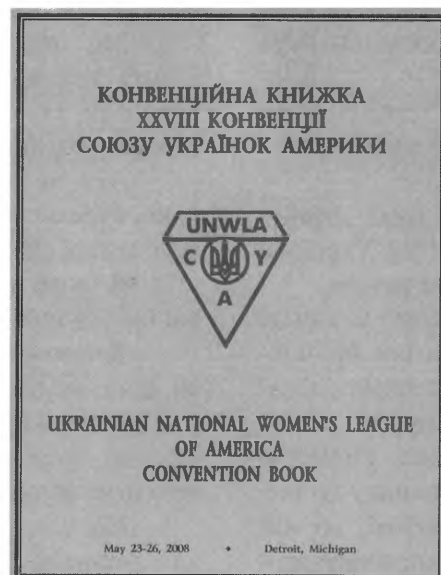 КОНВЕНЦІЙНА КНИЖКА
XXVIII КОНВЕНЦІЇ
СОЮЗУ УКРАЇНОК АМЕРИКИ
UNWLA
С У
А
UKRAINIAN NATIONAL WOMEN'S LEAGUE
OF AMERICA
CONVENTION BOOK
May 23-26, 2008 • Detroit, Michigan